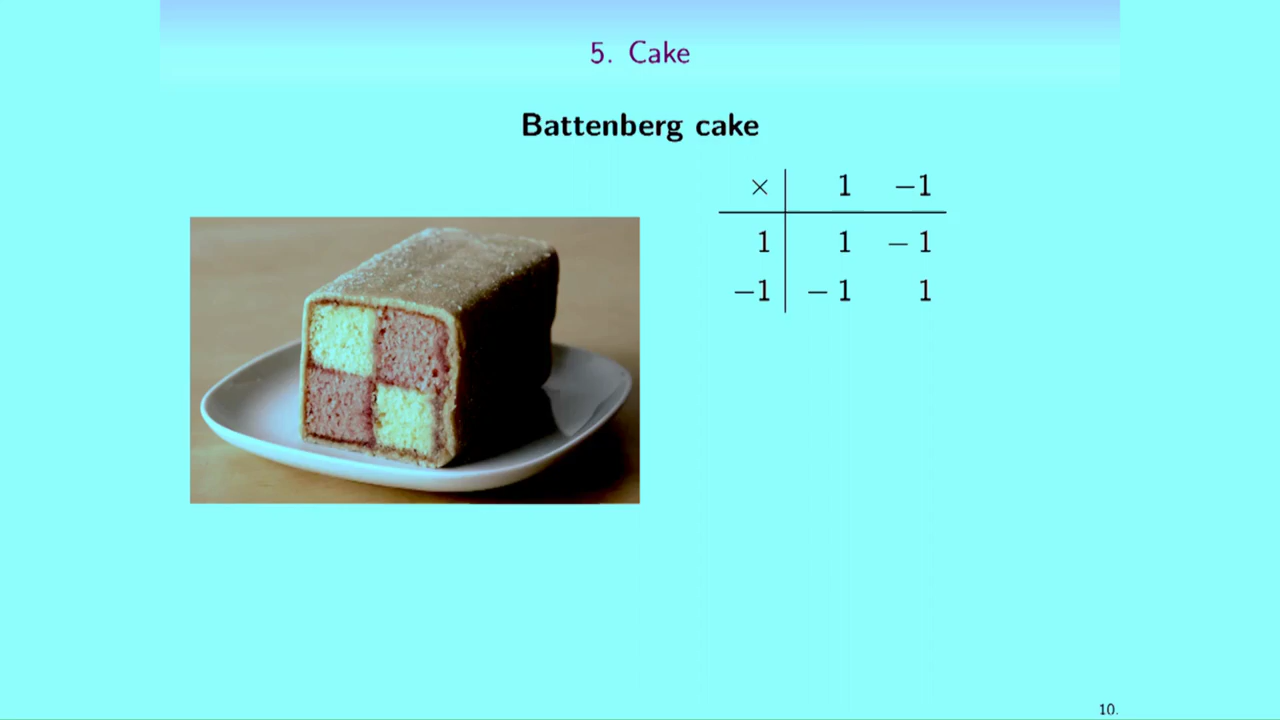 5. Cake
Battenberg cake
× 1 −1
1 1 − 1
−1 − 1 1
10.